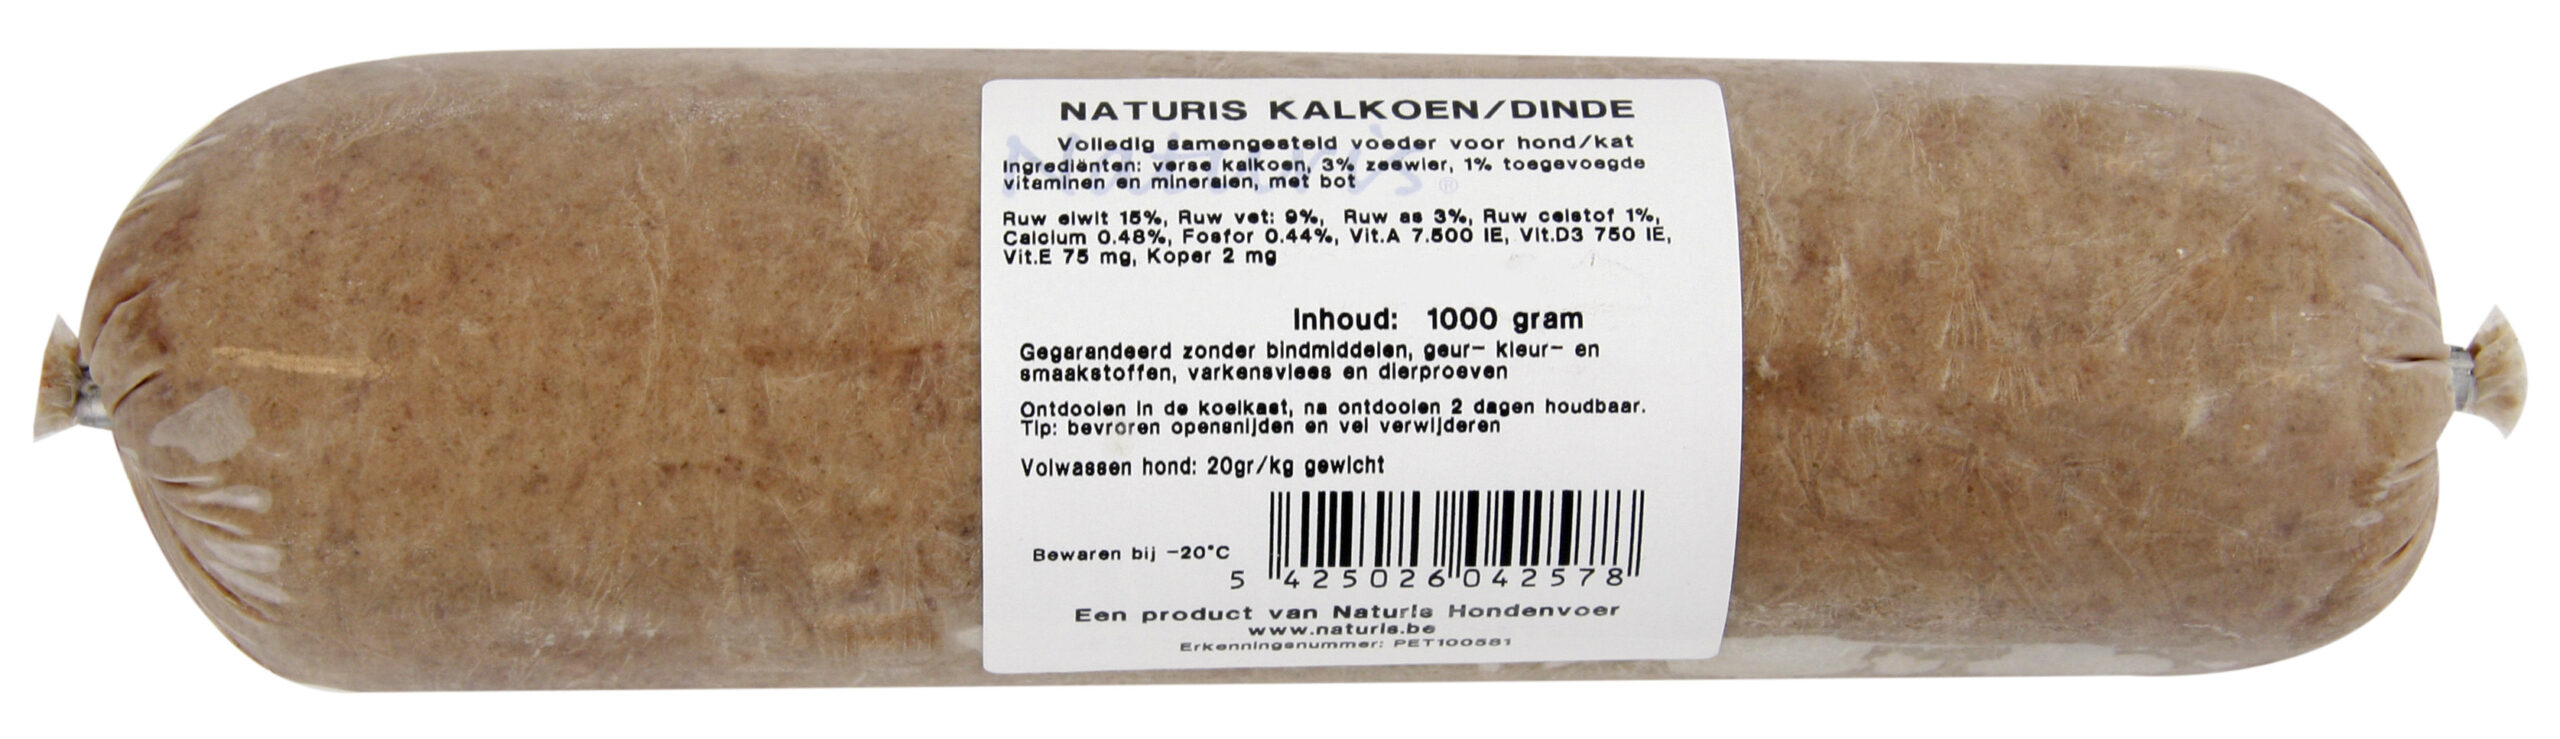 NATURIS KALKOEN/DINDE
Volledig samengesteld voeder voor hond/kat
Ingrediënten: verse kalkoen, 3% zeewier, 1% toegevoegde
vitaminen en mineralen, met bot
Naturis®
Ruw eiwit 15%, Ruw vet: 9%, Ruw as 3%, Ruw celstof 1%,
Calcium 0.48%, Fosfor 0.44%, Vit.A 7.500 IE, Vit.D3 750 IE,
Vit.E 75 mg, Koper 2 mg
Inhoud: 1000 gram
Gegarandeerd zonder bindmiddelen, geur- kleur- en
smaakstoffen, varkensvlees en dierproeven
Ontdooien in de koelkast, na ontdooien 2 dagen houdbaar.
Tip: bevroren opensnijden en vel verwijderen
Volwassen hond: 20gr/kg gewicht
Bewaren bij -20°C
5 425026 042578
Een product van Naturis Hondenvoer
www.naturis.be
Erkenningsnummer: PET100581